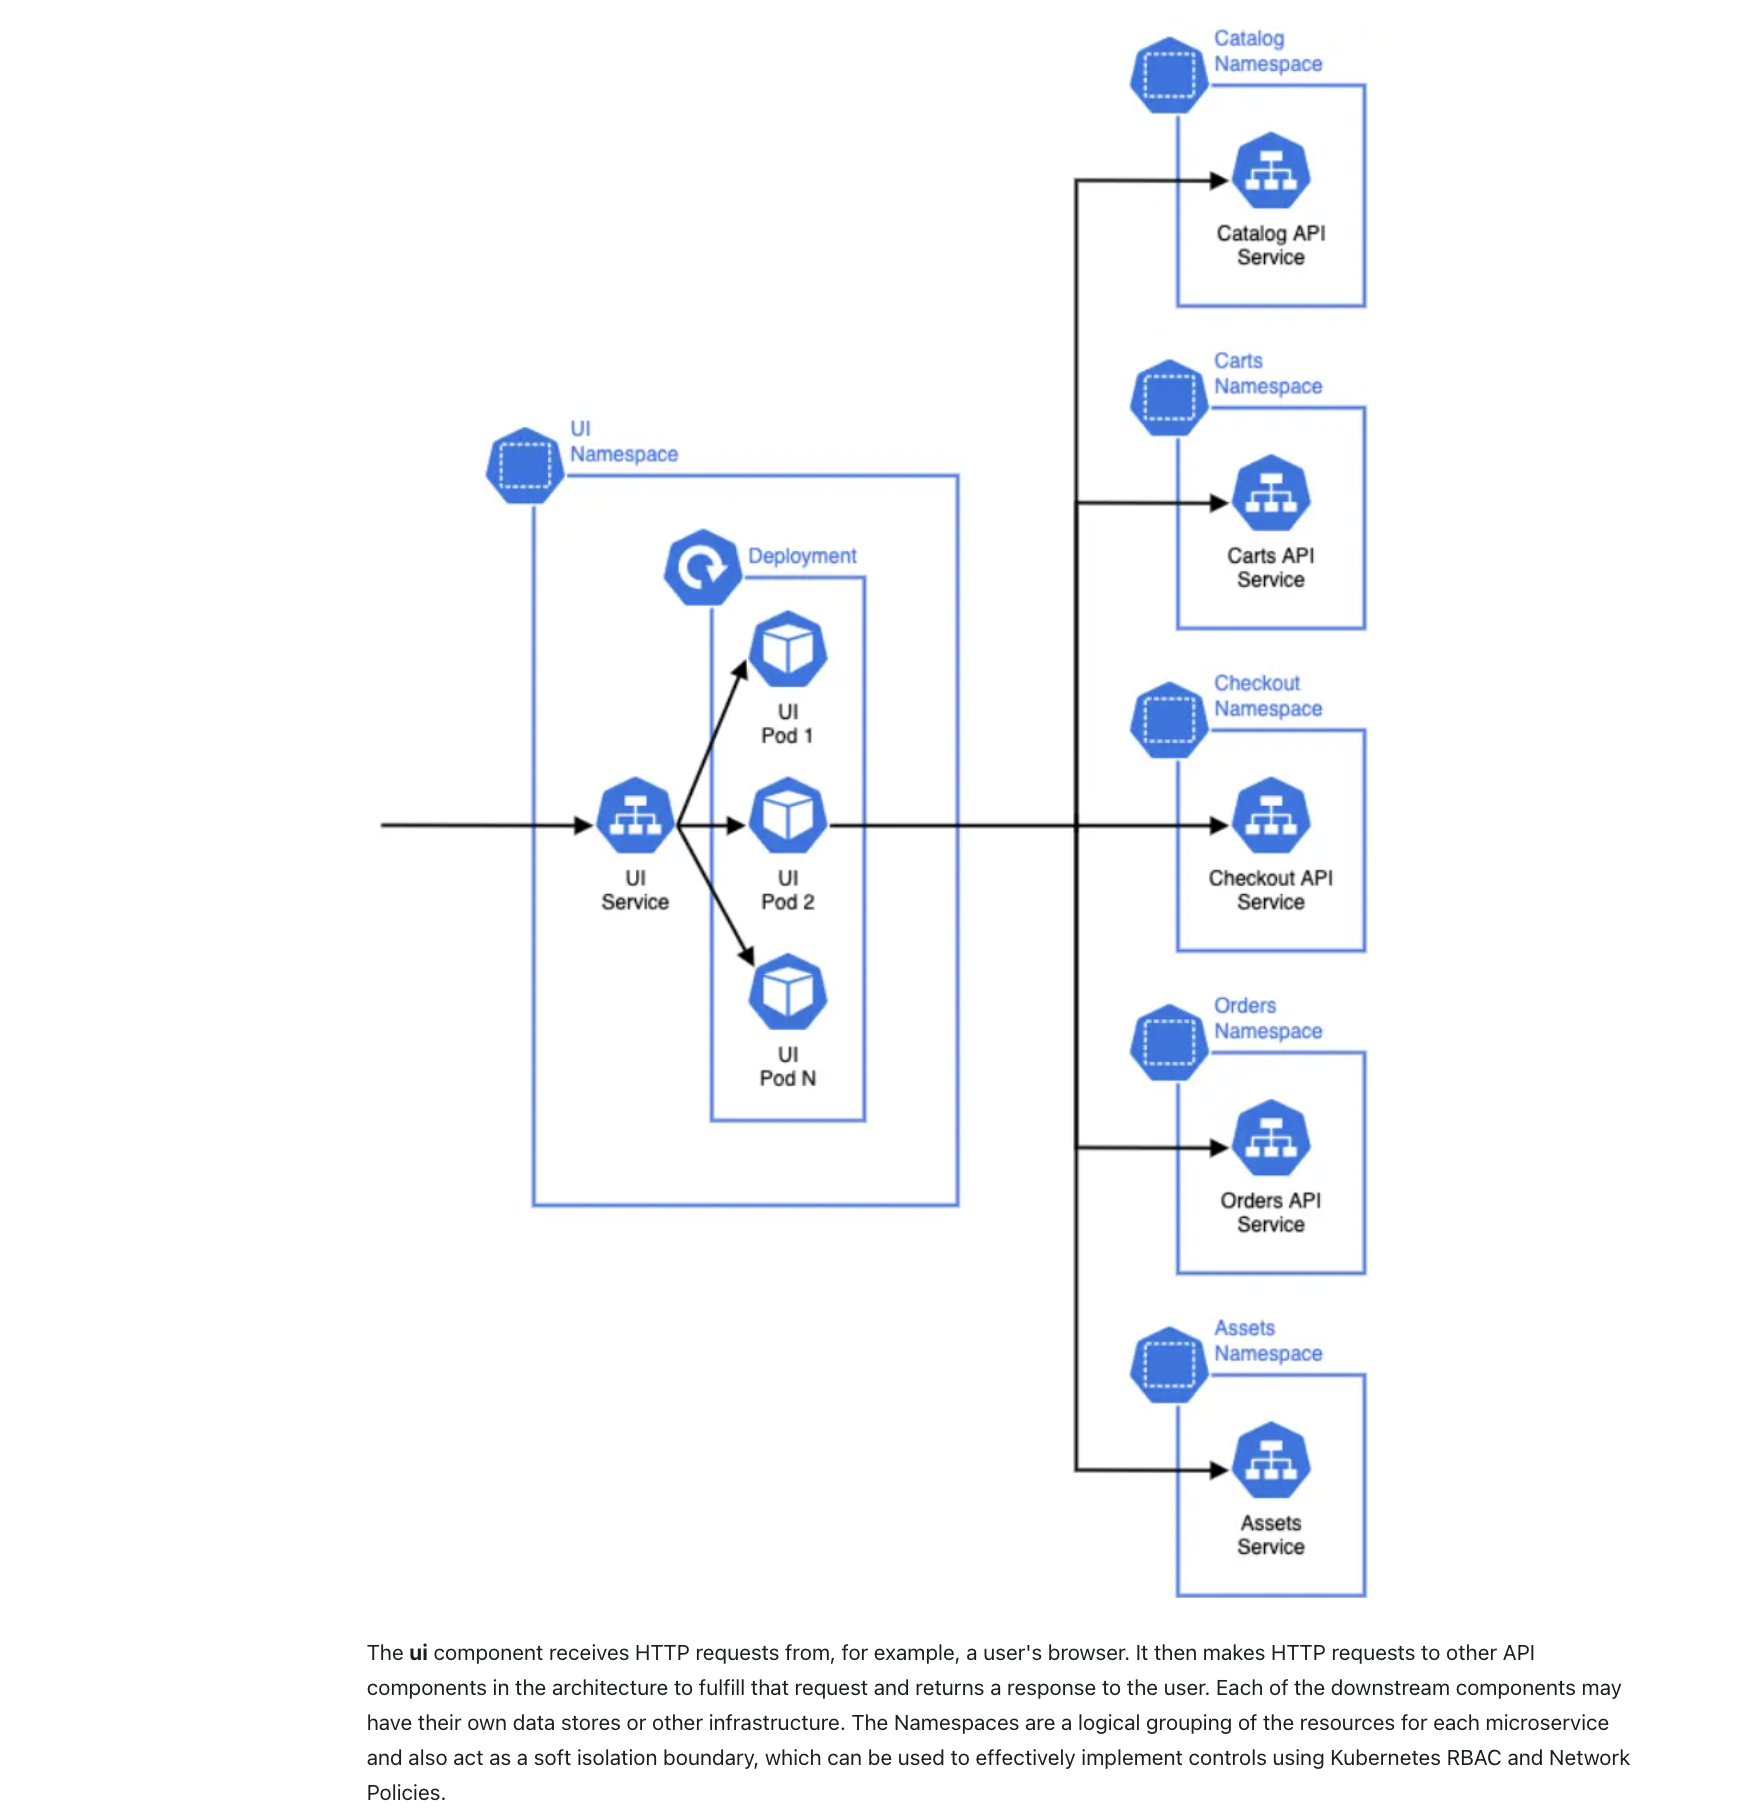 Catalog
Namespace
Catalog API
Service
Carts
Namespace
Carts API
Service
UI
Namespace
Deployment
UI
Pod 1
UI
Service
UI
Pod 2
UI
Pod N
Checkout
Namespace
Checkout API
Service
Orders
Namespace
Orders API
Service
Assets
Namespace
Assets
Service
The ui component receives HTTP requests from, for example, a user's browser. It then makes HTTP requests to other API
components in the architecture to fulfill that request and returns a response to the user. Each of the downstream components may
have their own data stores or other infrastructure. The Namespaces are a logical grouping of the resources for each microservice
and also act as a soft isolation boundary, which can be used to effectively implement controls using Kubernetes RBAC and Network
Policies.